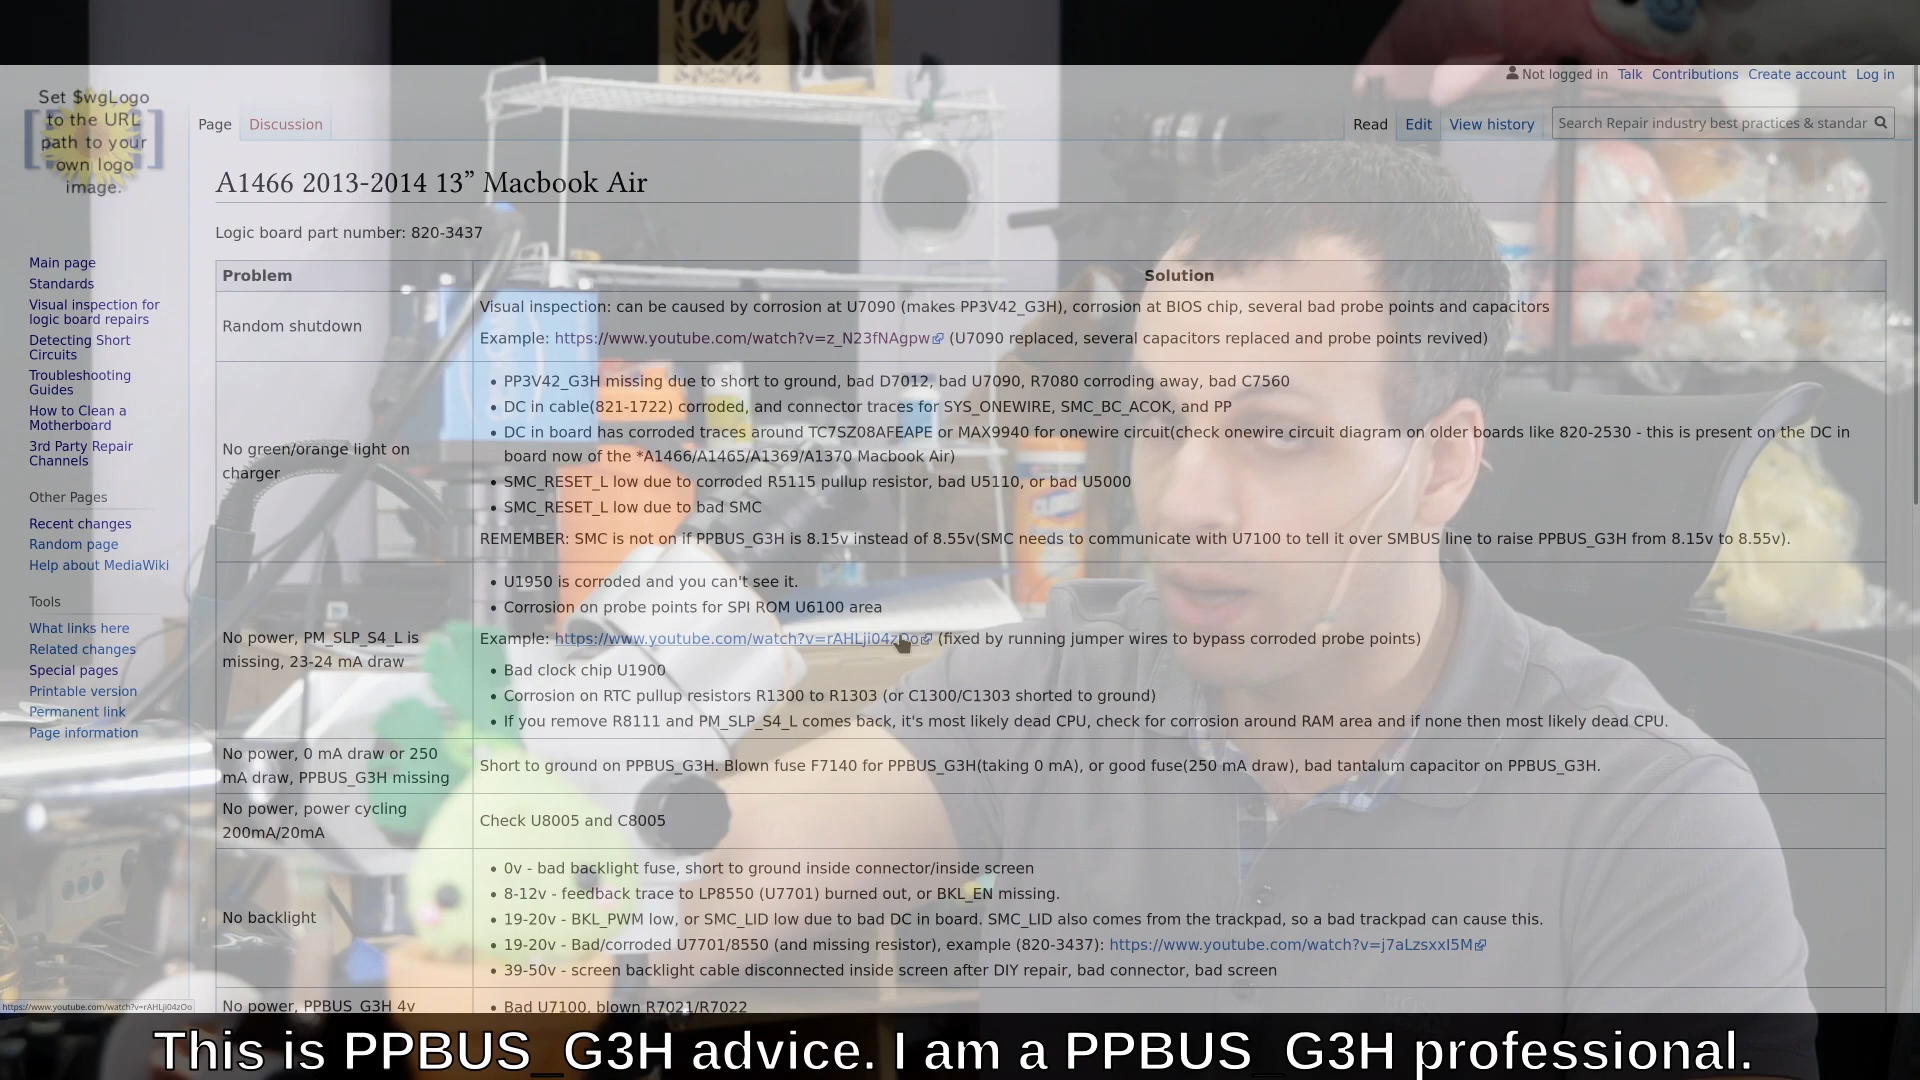 Love
Not logged in Talk Contributions Create account Log in
Set $wgLogo
to the URL
path to your
own logo
image.
Page Discussion
Read Edit View history Search Repair industry best practices & standar
A1466 2013-2014 13” Macbook Air
Logic board part number: 820-3437
Main page
Standards
Visual inspection for
logic board repairs
Detecting Short
Circuits
Troubleshooting
Guides
How to Clean a
Motherboard
3rd Party Repair
Channels
Other Pages
Recent changes
Random page
Help about MediaWiki
Tools
What links here
Related changes
Special pages
Printable version
Permanent link
Page information
Problem Solution
Random shutdown
Visual inspection: can be caused by corrosion at U7090 (makes PP3V42_G3H), corrosion at BIOS chip, several bad probe points and capacitors
Example: https://www.youtube.com/watch?v=z_N23fNAgpw (U7090 replaced, several capacitors replaced and probe points revived)
No green/orange light on
charger
• PP3V42_G3H missing due to short to ground, bad D7012, bad U7090, R7080 corroding away, bad C7560
• DC in cable(821-1722) corroded, and connector traces for SYS_ONEWIRE, SMC_BC_ACOK, and PP
• DC in board has corroded traces around TC7SZ08AFEAPE or MAX9940 for onewire circuit(check onewire circuit diagram on older boards like 820-2530 - this is present on the DC in
board now of the *A1466/A1465/A1369/A1370 Macbook Air)
• SMC_RESET_L low due to corroded R5115 pullup resistor, bad U5110, or bad U5000
• SMC_RESET_L low due to bad SMC
REMEMBER: SMC is not on if PPBUS_G3H is 8.15v instead of 8.55v(SMC needs to communicate with U7100 to tell it over SMBUS line to raise PPBUS_G3H from 8.15v to 8.55v).
No power, PM_SLP_S4_L is
missing, 23-24 mA draw
• U1950 is corroded and you can't see it.
• Corrosion on probe points for SPI ROM U6100 area
Example: https://www.youtube.com/watch?v=rAHLji04zOo (fixed by running jumper wires to bypass corroded probe points)
• Bad clock chip U1900
• Corrosion on RTC pullup resistors R1300 to R1303 (or C1300/C1303 shorted to ground)
• If you remove R8111 and PM_SLP_S4_L comes back, it's most likely dead CPU, check for corrosion around RAM area and if none then most likely dead CPU.
No power, 0 mA draw or 250
mA draw, PPBUS_G3H missing
Short to ground on PPBUS_G3H. Blown fuse F7140 for PPBUS_G3H(taking 0 mA), or good fuse(250 mA draw), bad tantalum capacitor on PPBUS_G3H.
No power, power cycling
200mA/20mA
Check U8005 and C8005
No backlight
• 0v - bad backlight fuse, short to ground inside connector/inside screen
• 8-12v - feedback trace to LP8550 (U7701) burned out, or BKL_EN missing.
• 19-20v - BKL_PWM low, or SMC_LID low due to bad DC in board. SMC_LID also comes from the trackpad, so a bad trackpad can cause this.
• 19-20v - Bad/corroded U7701/8550 (and missing resistor), example (820-3437): https://www.youtube.com/watch?v=j7aLzsxxI5M
• 39-50v - screen backlight cable disconnected inside screen after DIY repair, bad connector, bad screen
No power, PPBUS_G3H 4v
• Bad U7100, blown R7021/R7022
https://www.youtube.com/watch?v=rAHLji04zOo
This is PPBUS_G3H advice. I am a PPBUS_G3H professional.